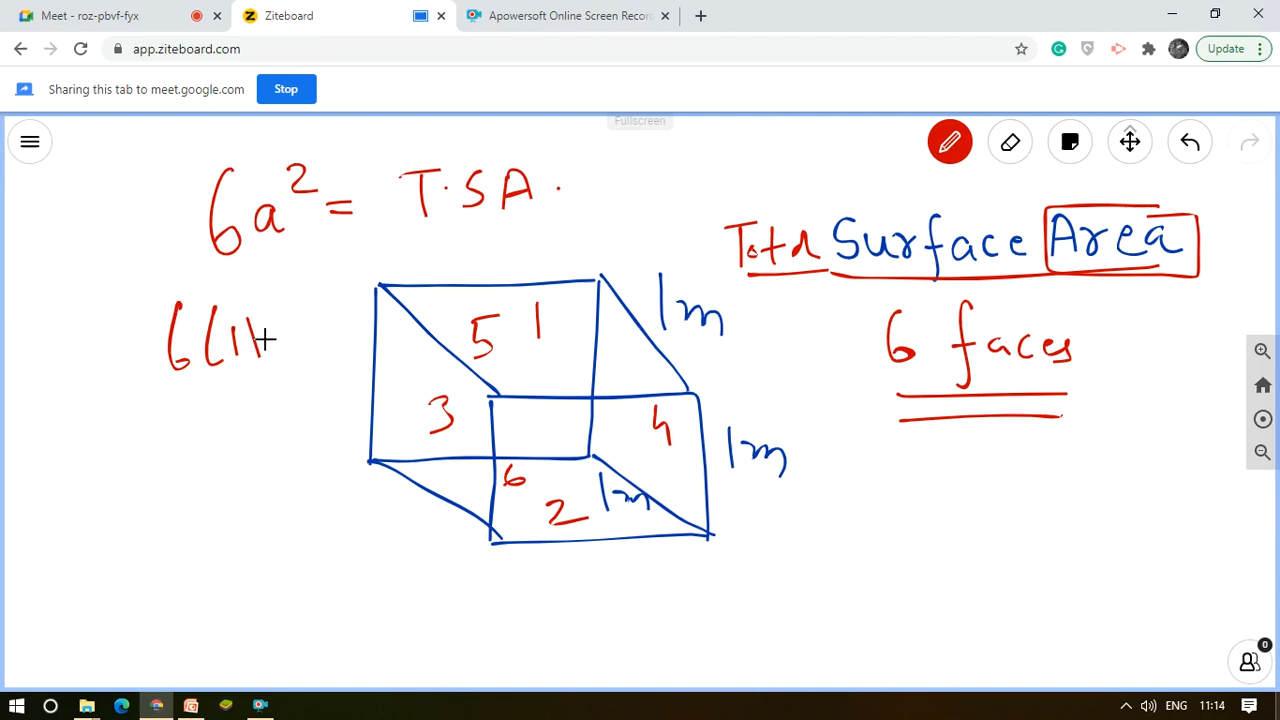 Meet - roz-pbvf-fyx
Ziteboard
Apowersoft Online Screen Recor
app.ziteboard.com
Update
Sharing this tab to meet.google.com
Stop
Fullscreen
6a² = T.S.A.
Total Surface Area
6 faces
6(1)
5 1
3
4
6
2
1m
1m
1m
0
ENG
11:14